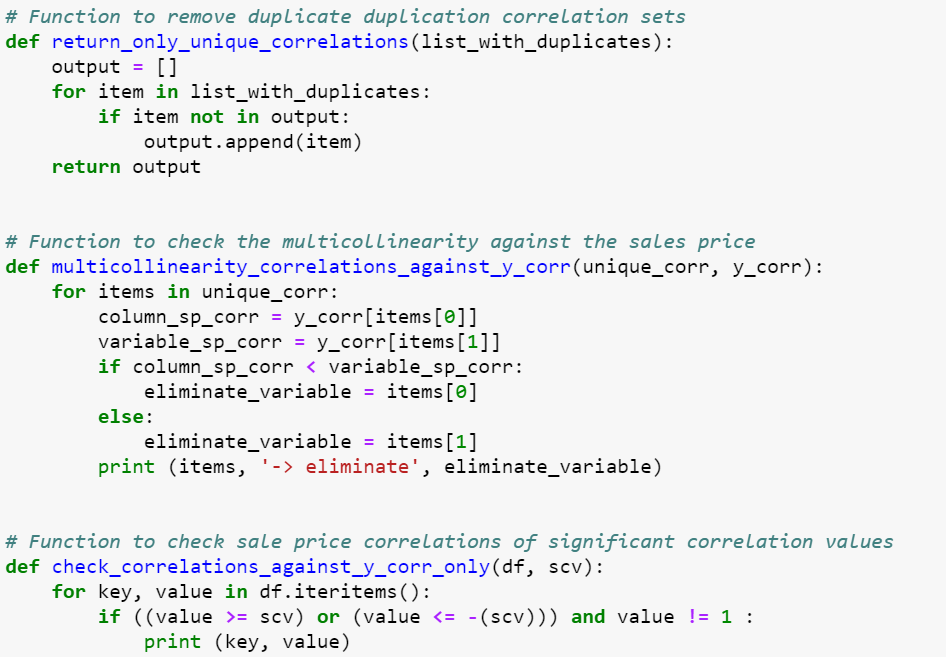 # Function to remove duplicate duplication correlation sets
def return_only_unique_correlations(list_with_duplicates):
    output = []
    for item in list_with_duplicates:
        if item not in output:
            output.append(item)
    return output
# Function to check the multicollinearity against the sales price
def multicollinearity_correlations_against_y_corr(unique_corr, y_corr):
    for items in unique_corr:
        column_sp_corr = y_corr[items[0]]
        variable_sp_corr = y_corr[items[1]]
        if column_sp_corr < variable_sp_corr:
            eliminate_variable = items[0]
        else:
            eliminate_variable = items[1]
        print (items, '-> eliminate', eliminate_variable)
# Function to check sale price correlations of significant correlation values
def check_correlations_against_y_corr_only(df, scv):
    for key, value in df.iteritems():
        if ((value >= scv) or (value <= -(scv))) and value != 1 :
            print (key, value)